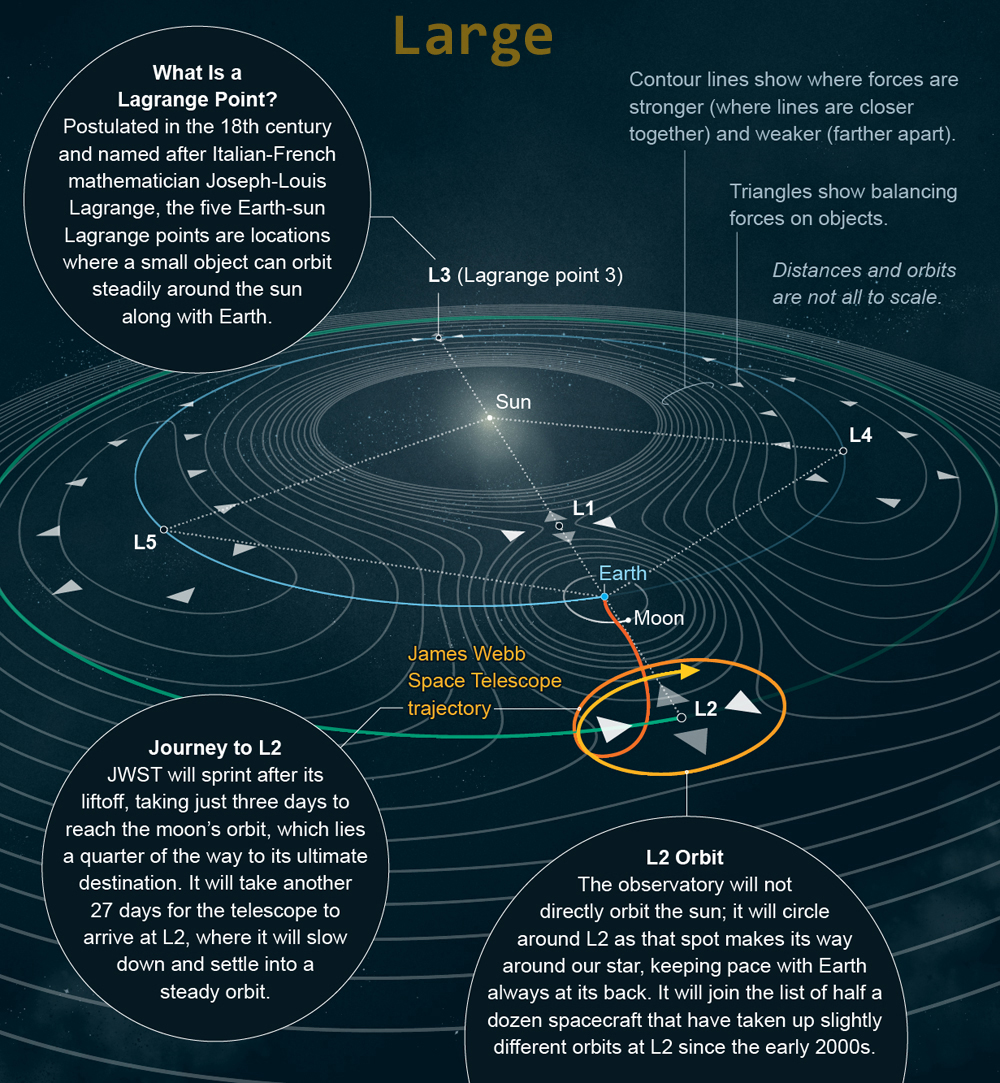 Large
What Is a
Lagrange Point?
Postulated in the 18th century
and named after Italian-French
mathematician Joseph-Louis
Lagrange, the five Earth-sun
Lagrange points are locations
where a small object can orbit
steadily around the sun
along with Earth.
Contour lines show where forces are
stronger (where lines are closer
together) and weaker (farther apart).
Triangles show balancing
forces on objects.
Distances and orbits
are not all to scale.
L3 (Lagrange point 3)
Sun
L4
L1
L5
Earth
Moon
James Webb
Space Telescope
trajectory
L2
Journey to L2
JWST will sprint after its
liftoff, taking just three days to
reach the moon’s orbit, which lies
a quarter of the way to its ultimate
destination. It will take another
27 days for the telescope to
arrive at L2, where it will slow
down and settle into a
steady orbit.
L2 Orbit
The observatory will not
directly orbit the sun; it will circle
around L2 as that spot makes its way
around our star, keeping pace with Earth
always at its back. It will join the list of half a
dozen spacecraft that have taken up slightly
different orbits at L2 since the early 2000s.